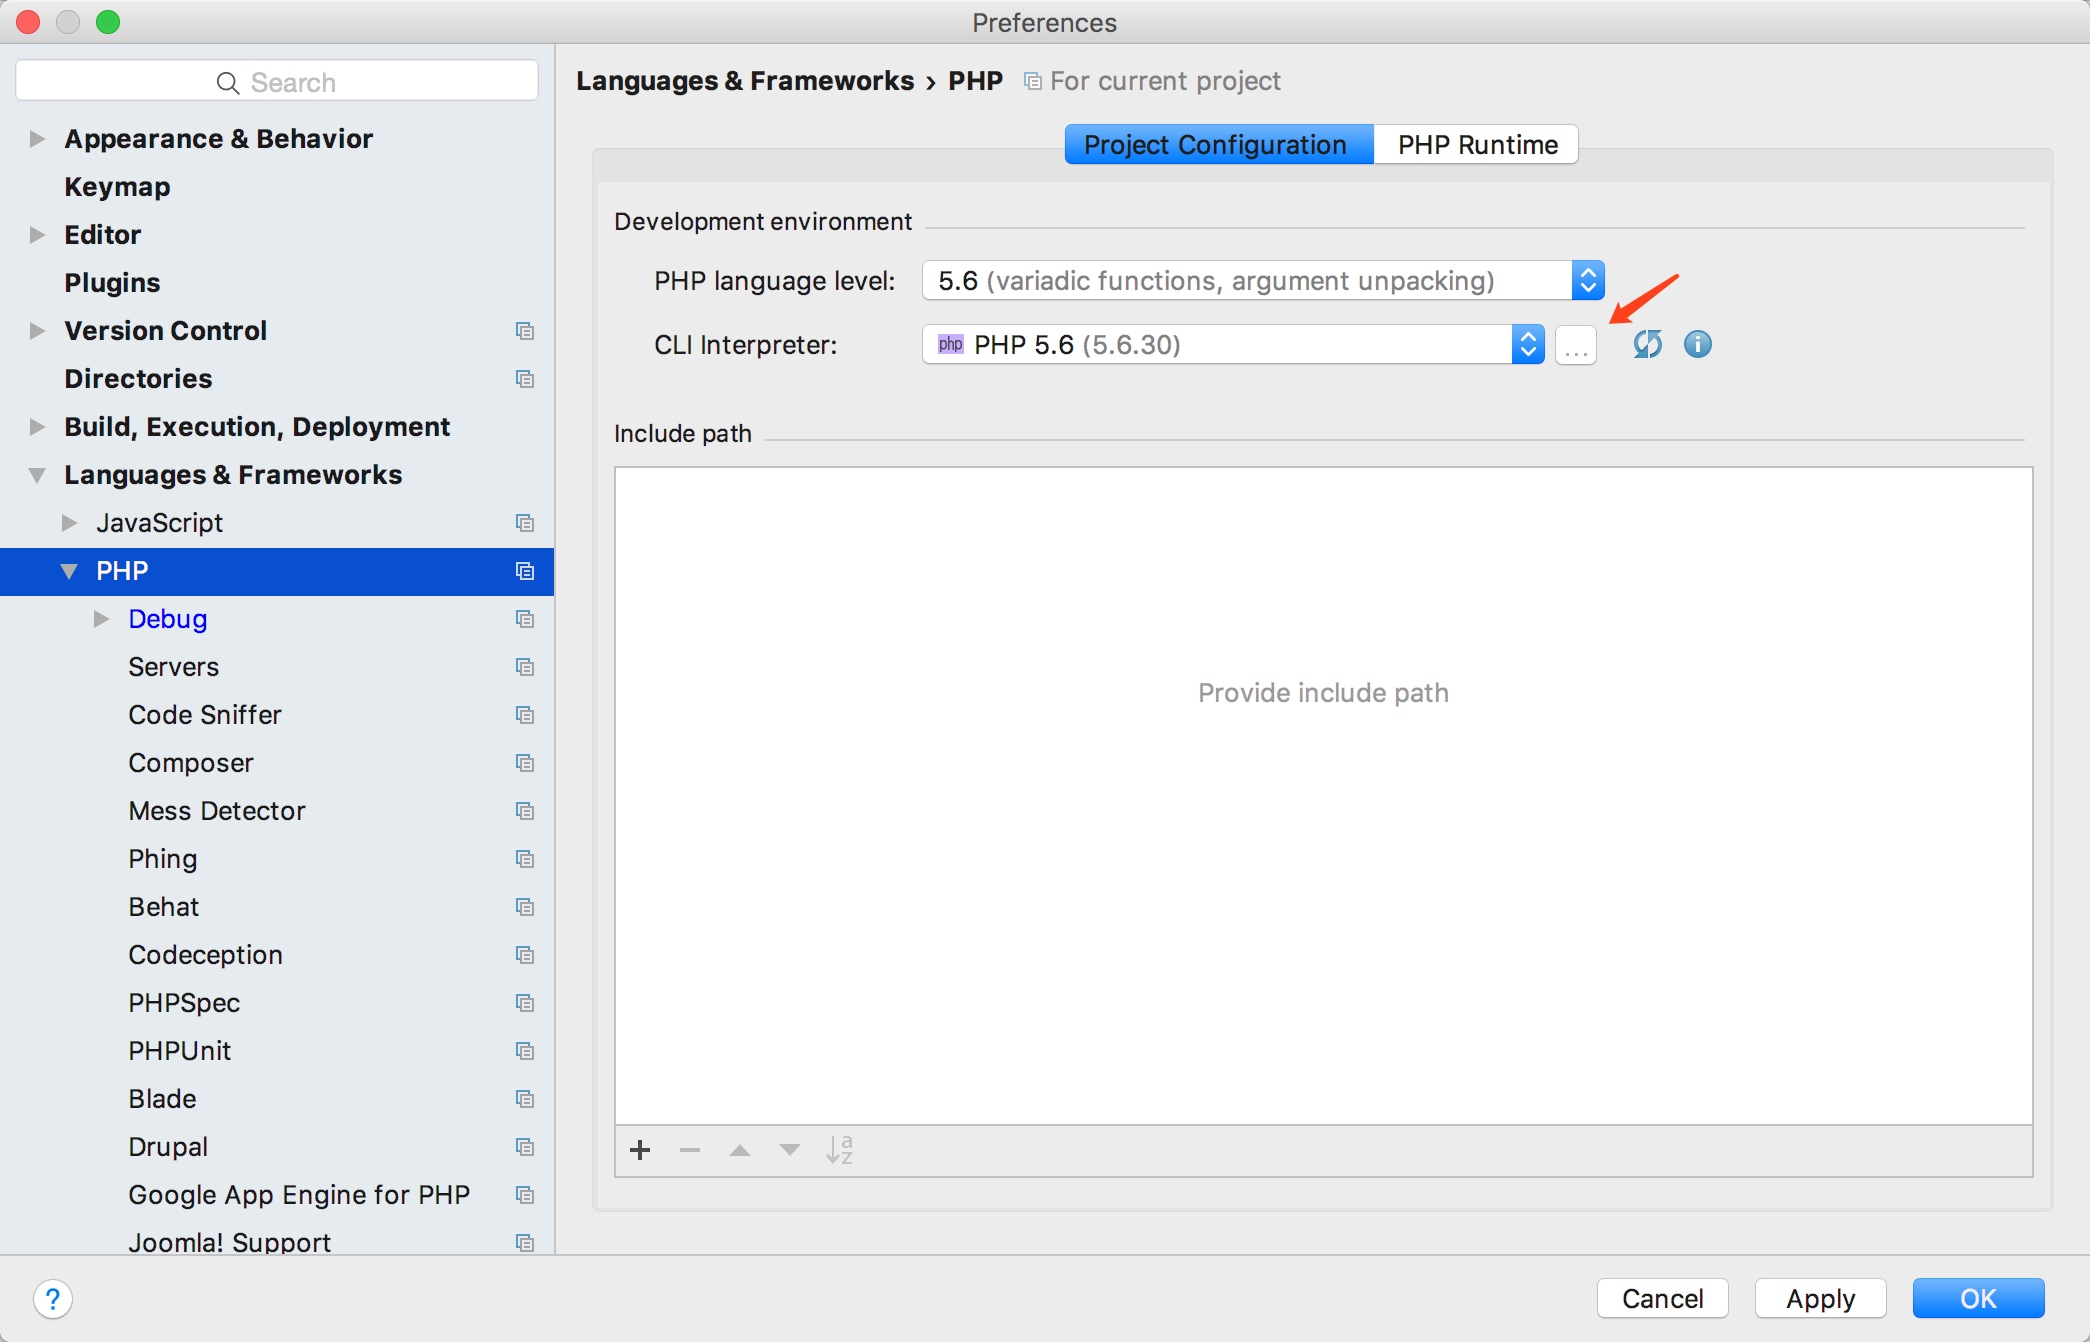 Preferences
Search
Appearance & Behavior
Keymap
Editor
Plugins
Version Control
Directories
Build, Execution, Deployment
Languages & Frameworks
JavaScript
PHP
Debug
Servers
Code Sniffer
Composer
Mess Detector
Phing
Behat
Codeception
PHPSpec
PHPUnit
Blade
Drupal
Google App Engine for PHP
Joomla! Support
Languages & Frameworks › PHP For current project
Project Configuration PHP Runtime
Development environment
PHP language level: 5.6 (variadic functions, argument unpacking)
CLI Interpreter: php PHP 5.6 (5.6.30) ...
Include path
Provide include path
a
z
? Cancel Apply OK